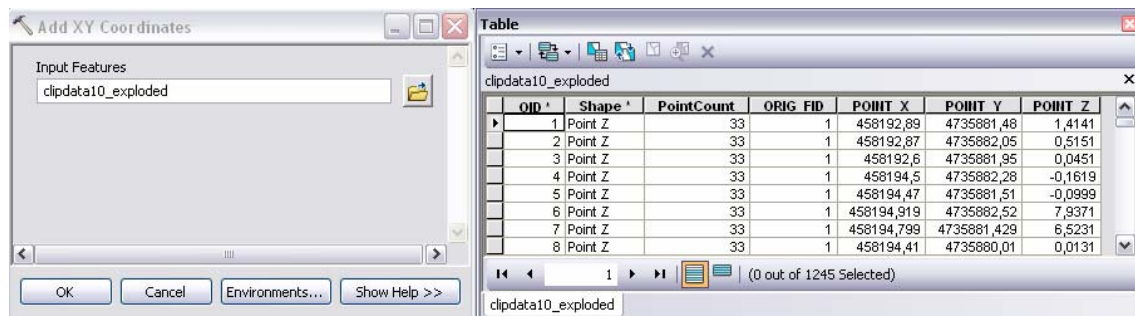 Add XY Coordinates
Input Features
clipdata10_exploded
OK Cancel Environments... Show Help >>
Table
clipdata10_exploded
OID * Shape * PointCount ORIG_FID POINT_X POINT_Y POINT_Z
1 Point Z 33 1 458192,89 4735881,48 1,4141
2 Point Z 33 1 458192,87 4735882,05 0,5151
3 Point Z 33 1 458192,6 4735881,95 0,0451
4 Point Z 33 1 458194,5 4735882,28 -0,1619
5 Point Z 33 1 458194,47 4735881,51 -0,0999
6 Point Z 33 1 458194,919 4735882,52 7,9371
7 Point Z 33 1 458194,799 4735881,429 6,5231
8 Point Z 33 1 458194,41 4735880,01 0,0131
1 (0 out of 1245 Selected)
clipdata10_exploded